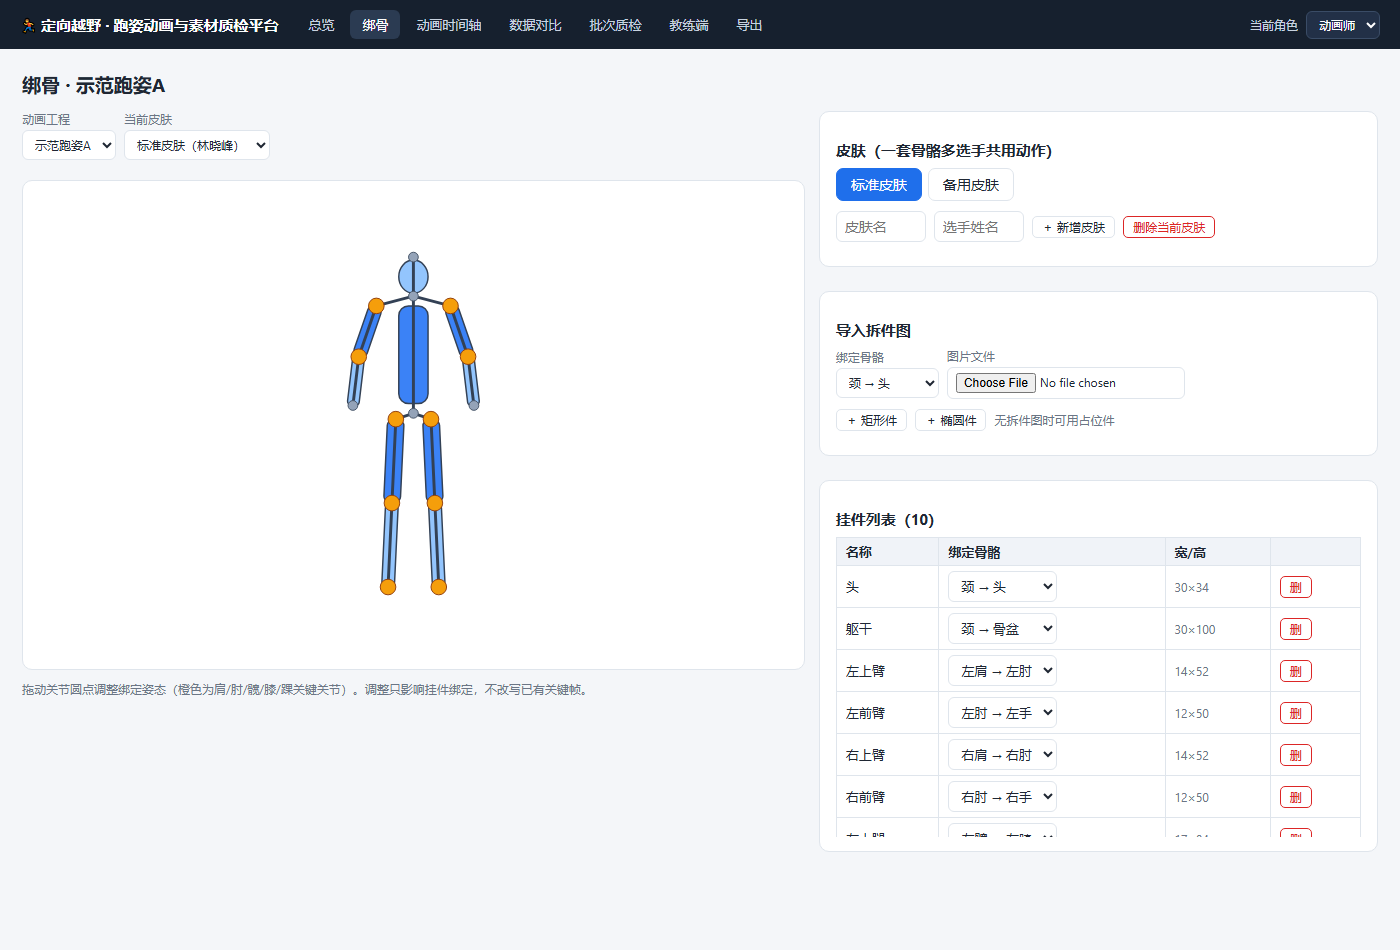 定向越野 · 跑姿动画与素材质检平台 总览 绑骨 动画时间轴 数据对比 批次质检 教练端 导出 当前角色 动画师
绑骨 · 示范跑姿A
动画工程 当前皮肤
示范跑姿A 标准皮肤（林晓峰）
拖动关节圆点调整绑定姿态（橙色为肩/肘/髋/膝/踝关键关节）。调整只影响挂件绑定，不改写已有关键帧。
皮肤（一套骨骼多选手共用动作）
标准皮肤 备用皮肤
皮肤名 选手姓名 + 新增皮肤 删除当前皮肤
导入拆件图
绑定骨骼 图片文件
颈 → 头 Choose File No file chosen
+ 矩形件 + 椭圆件 无拆件图时可用占位件
挂件列表（10）
名称 绑定骨骼 宽/高
头 颈 → 头 30×34 删
躯干 颈 → 骨盆 30×100 删
左上臂 左肩 → 左肘 14×52 删
左前臂 左肘 → 左手 12×50 删
右上臂 右肩 → 右肘 14×52 删
右前臂 右肘 → 右手 12×50 删